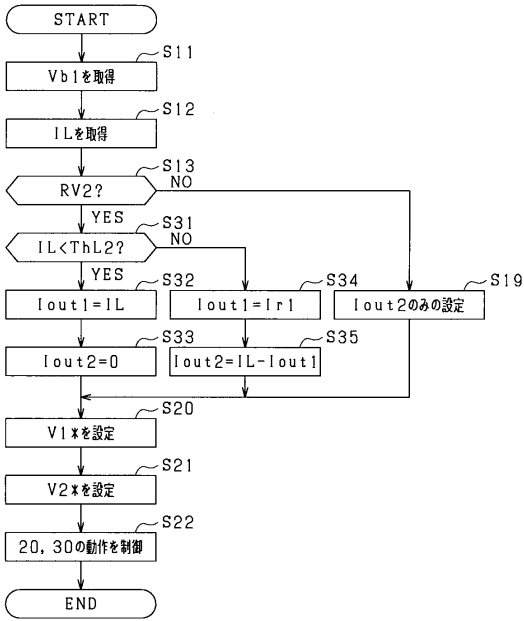 START
S11
Vb1を取得
S12
ILを取得
S13
RV2?
NO
YES
S31
IL<ThL2?
NO
YES
S32
Iout1=IL
S34
Iout1=Ir1
S19
Iout2のみの設定
S33
Iout2=0
S35
Iout2=IL-Iout1
S20
V1*を設定
S21
V2*を設定
S22
20,30の動作を制御
END